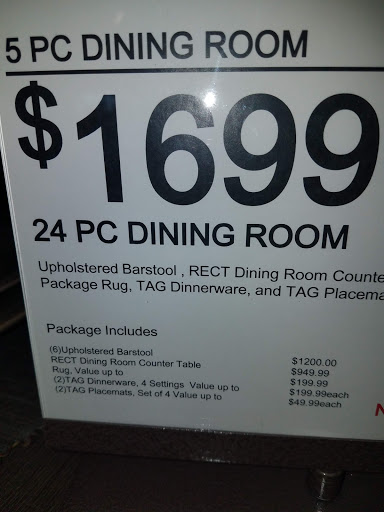 5 PC DINING ROOM
$1699
24 PC DINING ROOM
Upholstered Barstool , RECT Dining Room Counte
Package Rug, TAG Dinnerware, and TAG Placema
Package Includes
(6)Upholstered Barstool $1200.00
RECT Dining Room Counter Table $949.99
Rug, Value up to $199.99
(2)TAG Dinnerware, 4 Settings Value up to $199.99each
(2)TAG Placemats, Set of 4 Value up to $49.99each
N